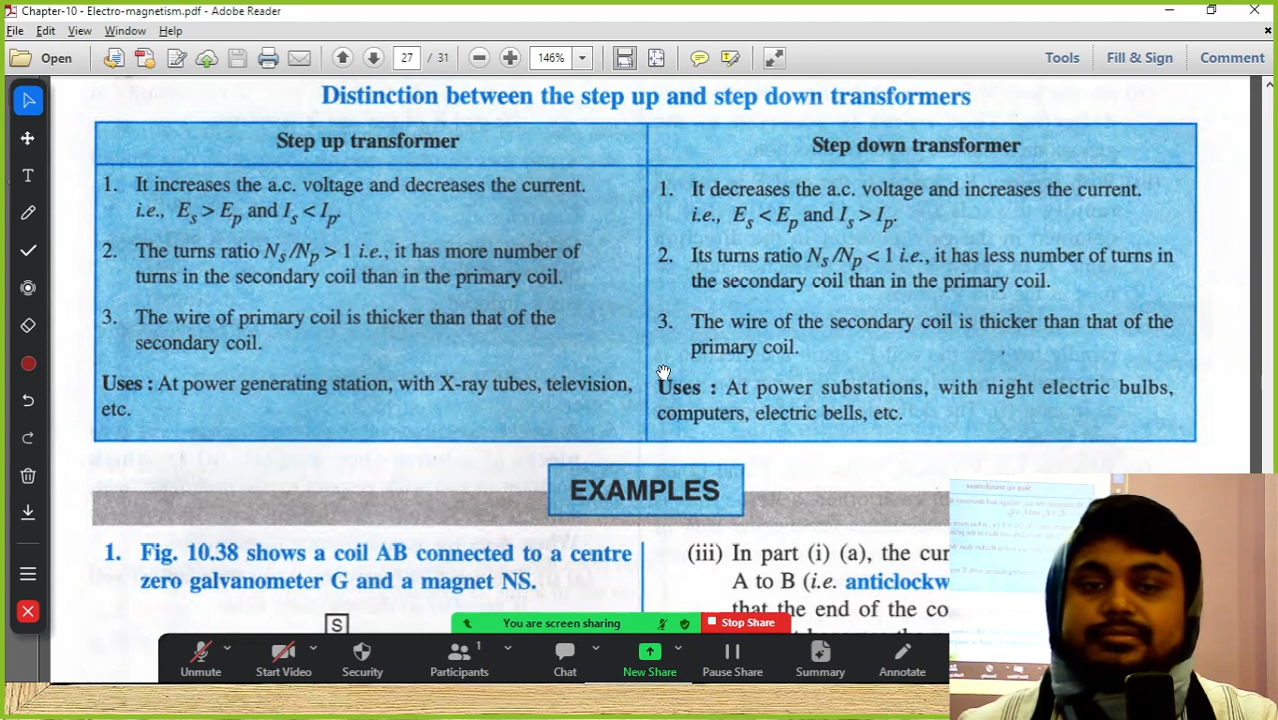 Chapter-10 - Electro-magnetism.pdf - Adobe Reader
File Edit View Window Help
Open 27 / 31 146% Tools Fill & Sign Comment
Distinction between the step up and step down transformers
Step up transformer
1. It increases the a.c. voltage and decreases the current.
i.e., Es > Ep and Is < Ip.
2. The turns ratio Ns/Np > 1 i.e., it has more number of
turns in the secondary coil than in the primary coil.
3. The wire of primary coil is thicker than that of the
secondary coil.
Uses : At power generating station, with X-ray tubes, television,
etc.
Step down transformer
1. It decreases the a.c. voltage and increases the current.
i.e., Es < Ep and Is > Ip.
2. Its turns ratio Ns/Np < 1 i.e., it has less number of turns in
the secondary coil than in the primary coil.
3. The wire of the secondary coil is thicker than that of the
primary coil.
Uses : At power substations, with night electric bulbs,
computers, electric bells, etc.
EXAMPLES
1. Fig. 10.38 shows a coil AB connected to a centre
zero galvanometer G and a magnet NS.
S
(iii) In part (i) (a), the cur
A to B (i.e. anticlockw
that the end of the co
You are screen sharing Stop Share
Unmute Start Video Security Participants 1 Chat New Share Pause Share Summary Annotate